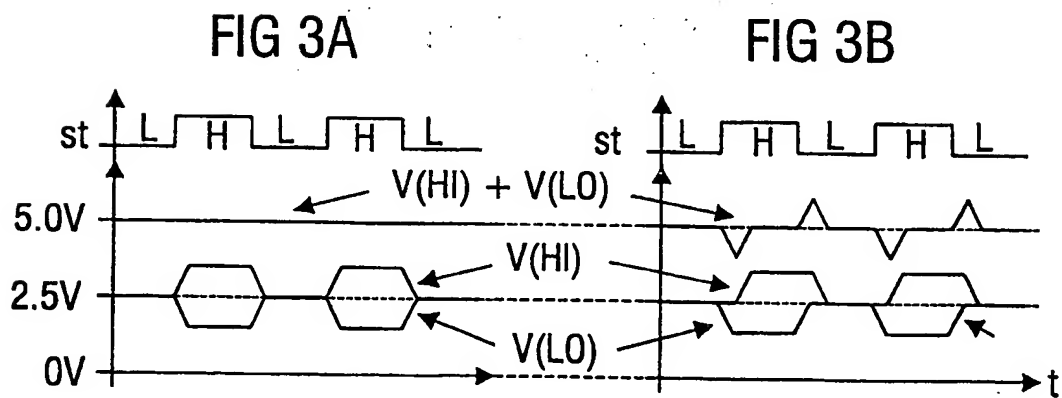 FIG 3A FIG 3B
st L H L H L
st L H L H L
V(HI) + V(LO)
5.0V
V(HI)
2.5V
V(LO)
0V
t